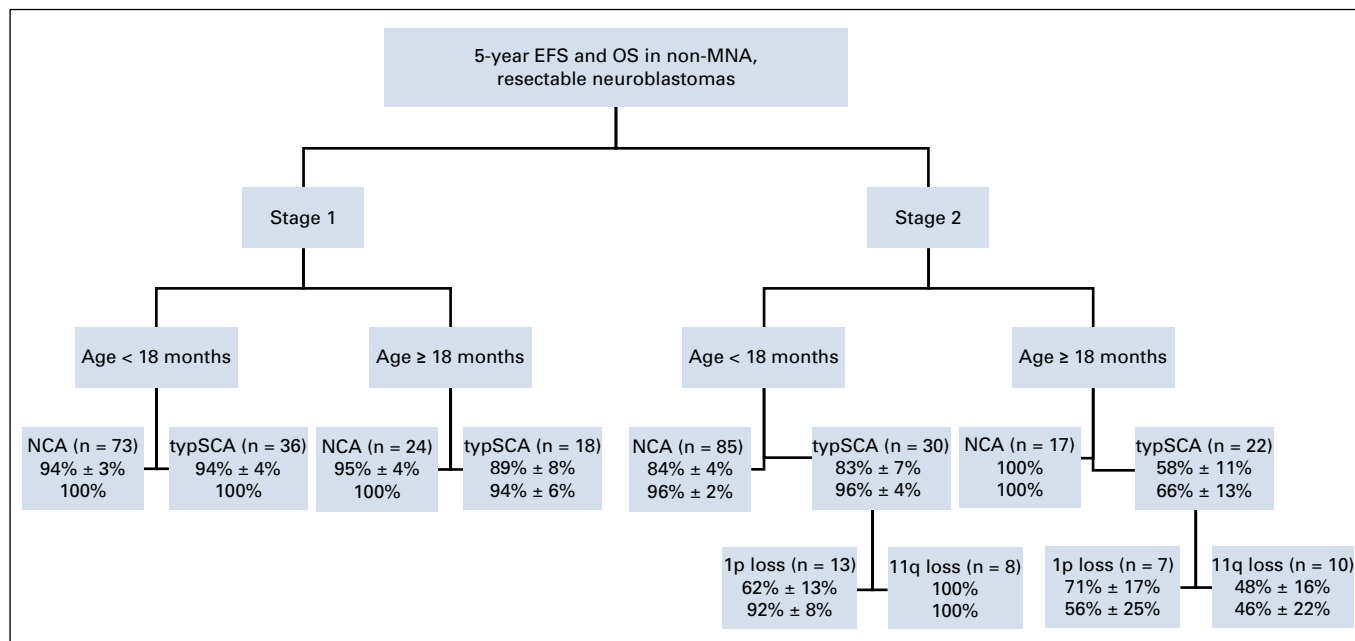 5-year EFS and OS in non-MNA,
resectable neuroblastomas
Stage 1
Stage 2
Age < 18 months
Age ≥ 18 months
Age < 18 months
Age ≥ 18 months
NCA (n = 73)
94% ± 3%
100%
typSCA (n = 36)
94% ± 4%
100%
NCA (n = 24)
95% ± 4%
100%
typSCA (n = 18)
89% ± 8%
94% ± 6%
NCA (n = 85)
84% ± 4%
96% ± 2%
typSCA (n = 30)
83% ± 7%
96% ± 4%
NCA (n = 17)
100%
100%
typSCA (n = 22)
58% ± 11%
66% ± 13%
1p loss (n = 13)
62% ± 13%
92% ± 8%
11q loss (n = 8)
100%
100%
1p loss (n = 7)
71% ± 17%
56% ± 25%
11q loss (n = 10)
48% ± 16%
46% ± 22%